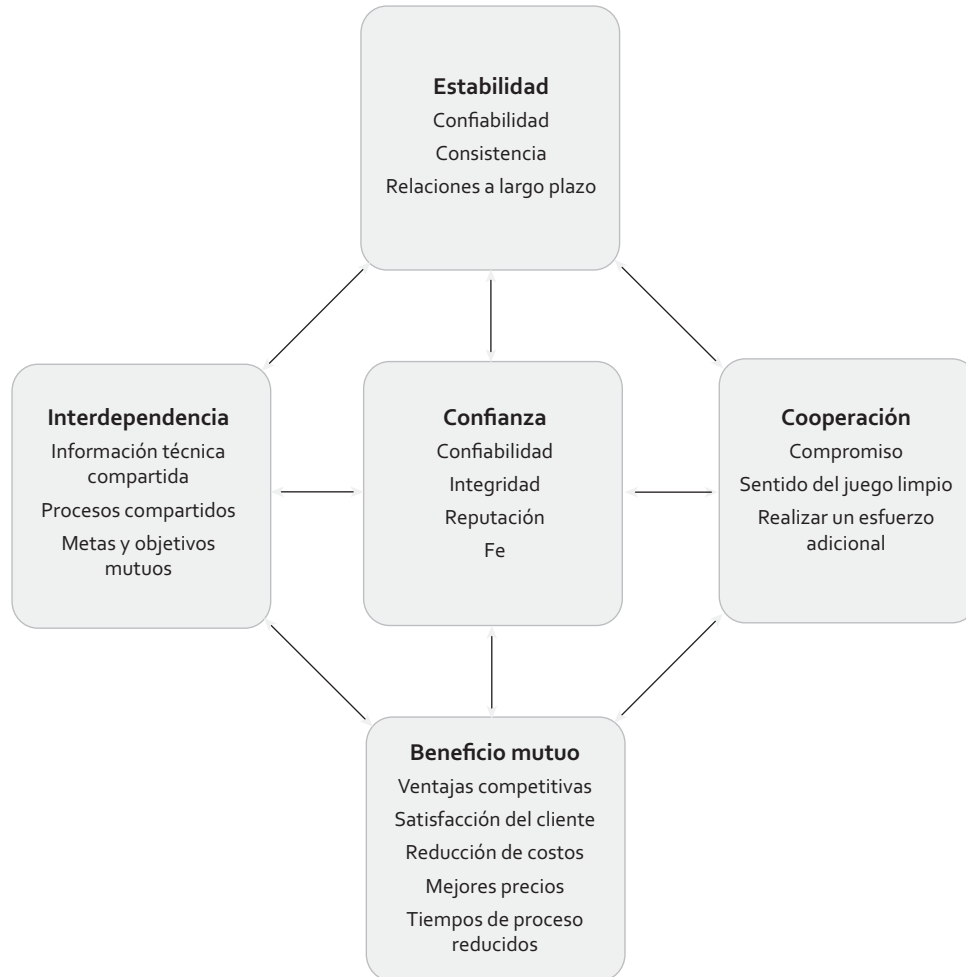 Estabilidad
Confiabilidad
Consistencia
Relaciones a largo plazo
Interdependencia
Información técnica
compartida
Procesos compartidos
Metas y objetivos
mutuos
Confianza
Confiabilidad
Integridad
Reputación
Fe
Cooperación
Compromiso
Sentido del juego limpio
Realizar un esfuerzo
adicional
Beneficio mutuo
Ventajas competitivas
Satisfacción del cliente
Reducción de costos
Mejores precios
Tiempos de proceso
reducidos